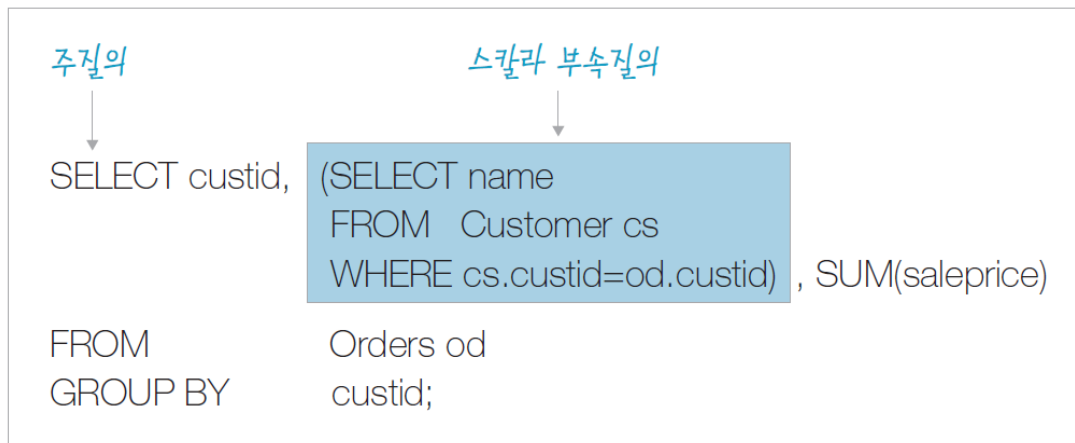 주질의 스칼라 부속질의
SELECT custid, (SELECT name
FROM Customer cs
WHERE cs.custid=od.custid) , SUM(saleprice)
FROM Orders od
GROUP BY custid;